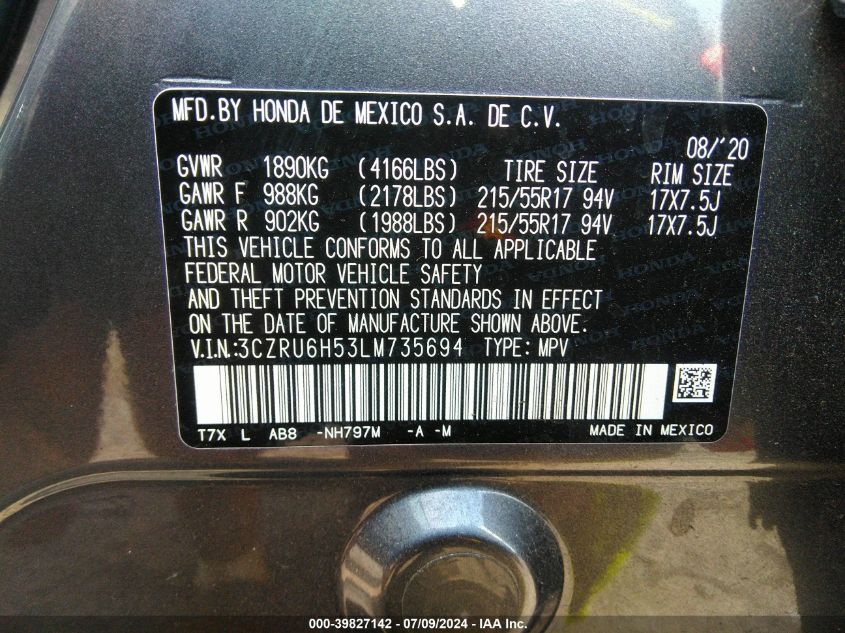 MFD.BY HONDA DE MEXICO S.A. DE C.V.
08/'20
GVWR 1890KG (4166LBS) TIRE SIZE RIM SIZE
GAWR F 988KG (2178LBS) 215/55R17 94V 17X7.5J
GAWR R 902KG (1988LBS) 215/55R17 94V 17X7.5J
THIS VEHICLE CONFORMS TO ALL APPLICABLE
FEDERAL MOTOR VEHICLE SAFETY
AND THEFT PREVENTION STANDARDS IN EFFECT
ON THE DATE OF MANUFACTURE SHOWN ABOVE.
V.I.N.:3CZRU6H53LM735694 TYPE: MPV
T7X L AB8 -NH797M -A -M MADE IN MEXICO
000-39827142 / 07/09/2024 - IAA Inc.